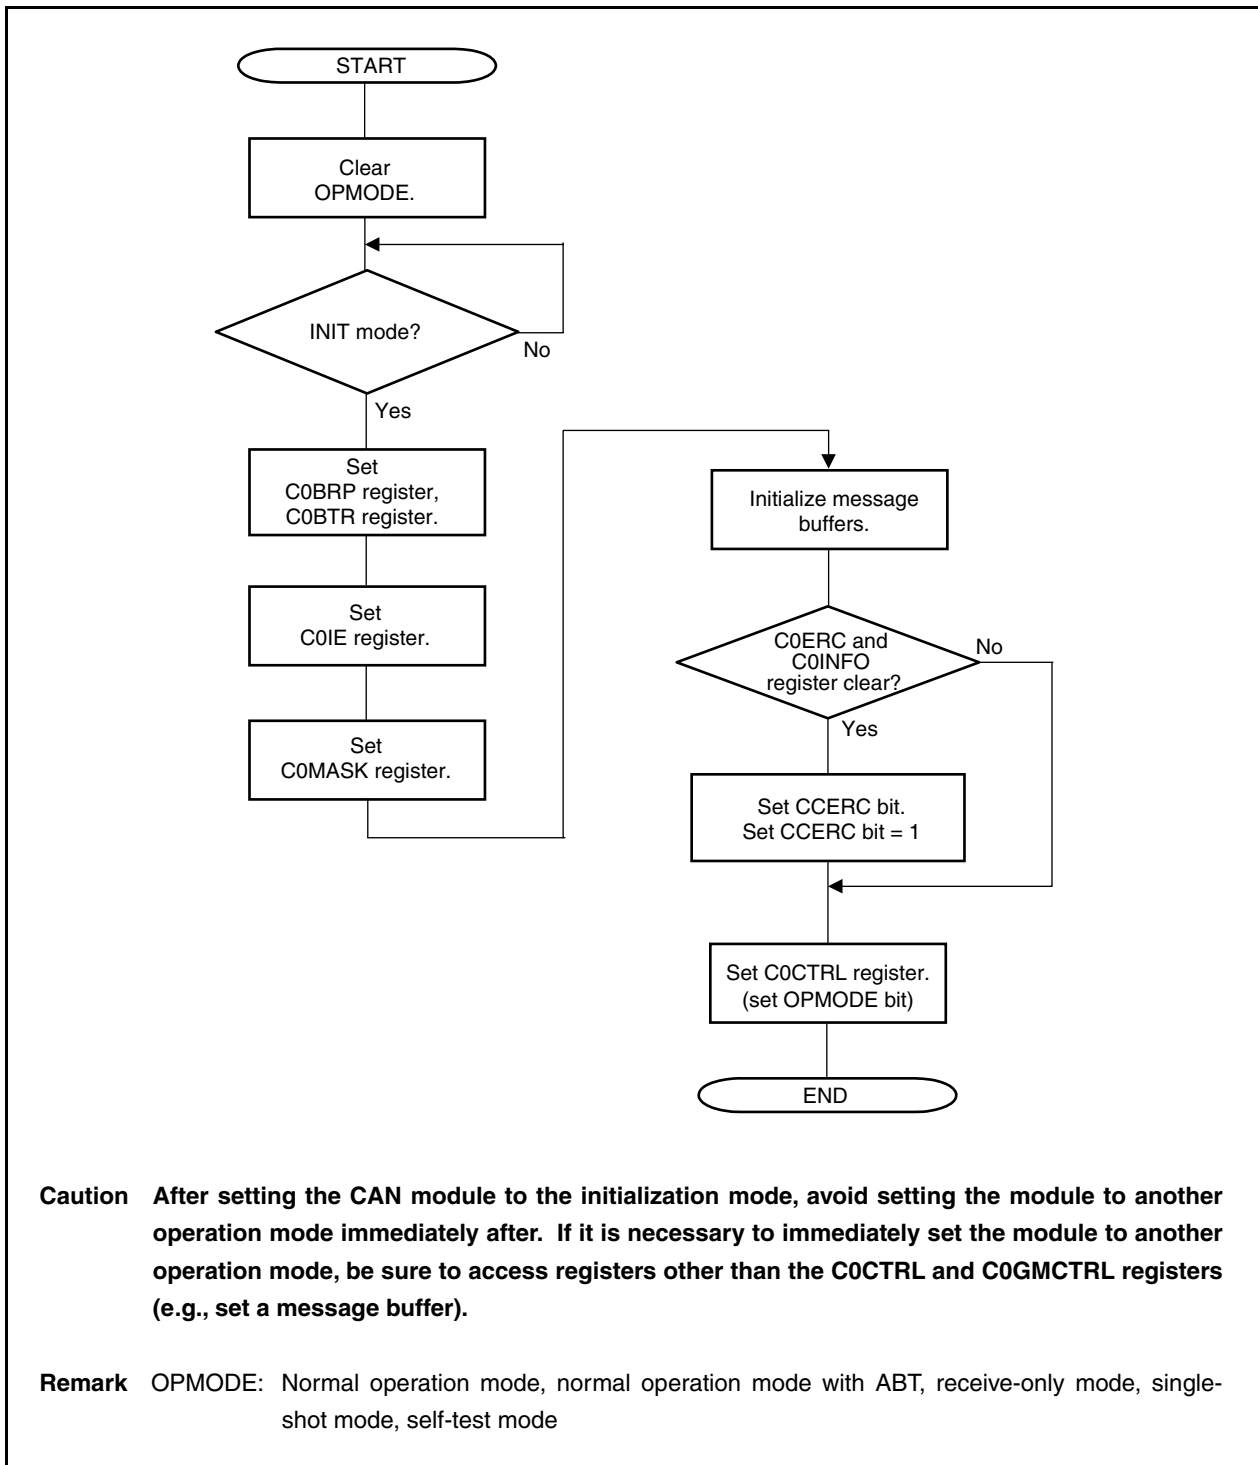 START
Clear
OPMODE.
INIT mode?
No
Yes
Set
C0BRP register,
C0BTR register.
Set
C0IE register.
Set
C0MASK register.
Initialize message
buffers.
C0ERC and
C0INFO
register clear?
No
Yes
Set CCERC bit.
Set CCERC bit = 1
Set C0CTRL register.
(set OPMODE bit)
END
Caution After setting the CAN module to the initialization mode, avoid setting the module to another
operation mode immediately after. If it is necessary to immediately set the module to another
operation mode, be sure to access registers other than the C0CTRL and C0GMCTRL registers
(e.g., set a message buffer).
Remark OPMODE: Normal operation mode, normal operation mode with ABT, receive-only mode, single-
shot mode, self-test mode